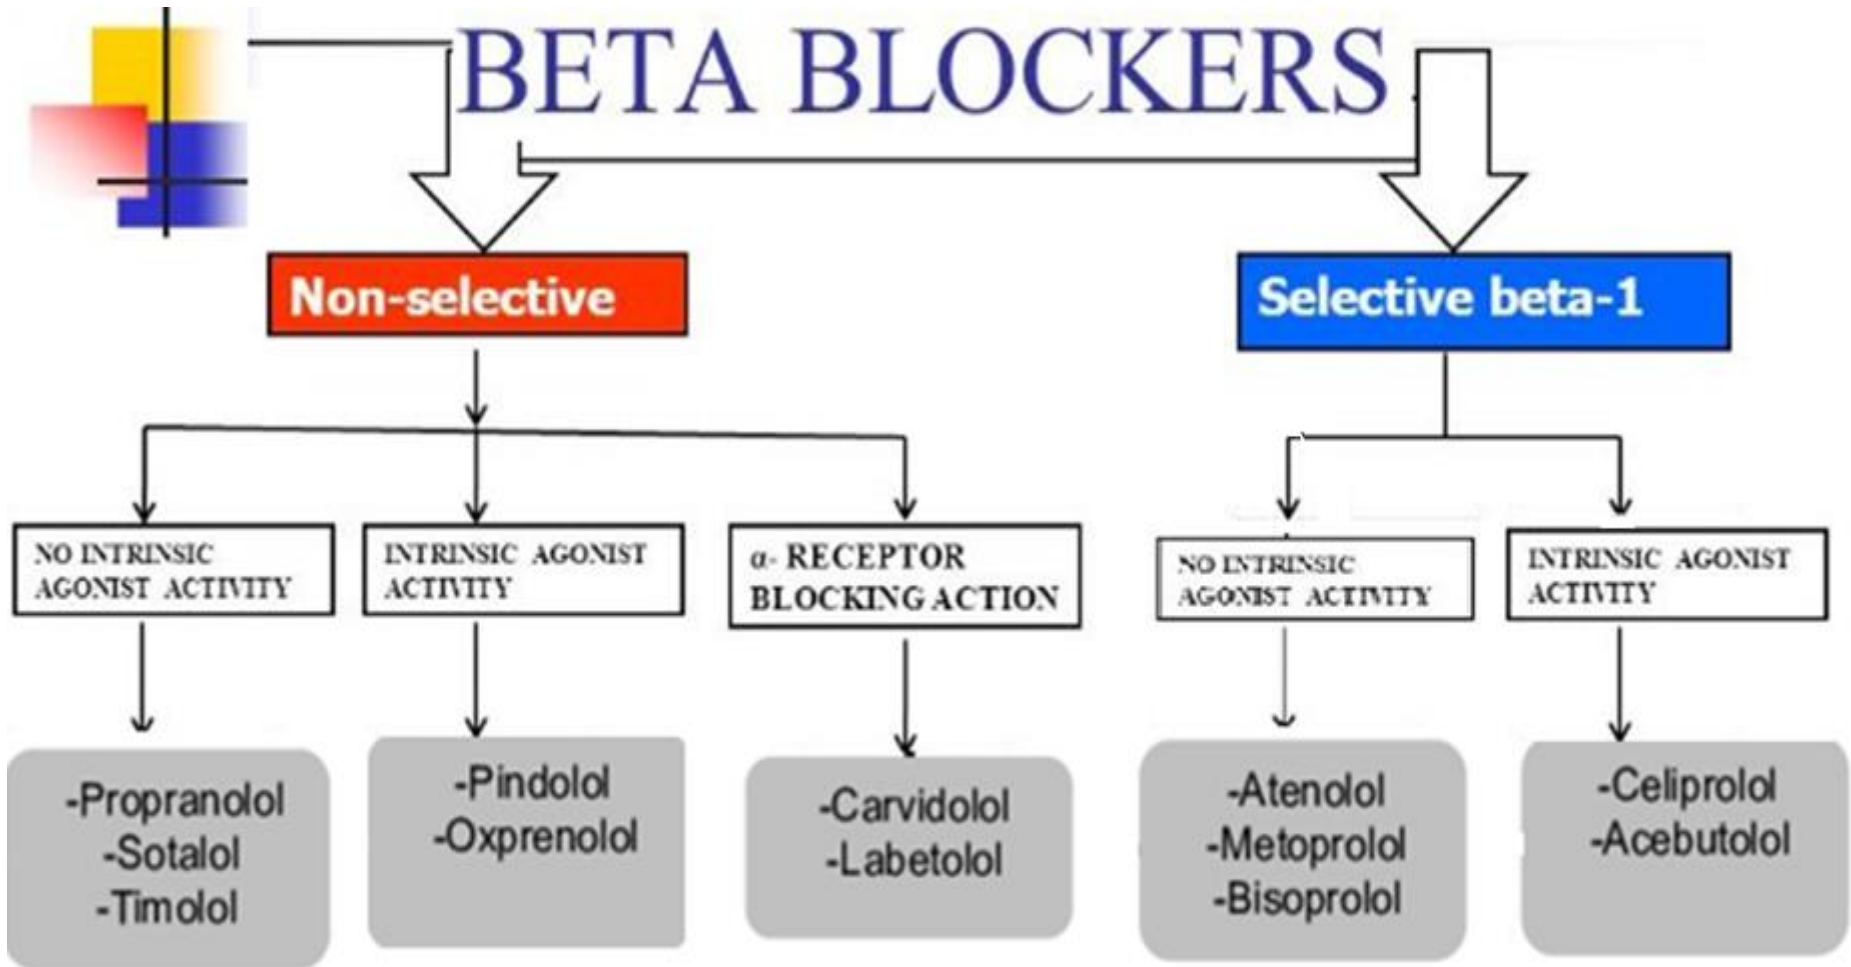 BETA BLOCKERS
Non-selective
Selective beta-1
NO INTRINSIC
AGONIST ACTIVITY
INTRINSIC AGONIST
ACTIVITY
α- RECEPTOR
BLOCKING ACTION
NO INTRINSIC
AGONIST ACTIVITY
INTRINSIC AGONIST
ACTIVITY
-Propranolol
-Sotalol
-Timolol
-Pindolol
-Oxprenolol
-Carvidolol
-Labetolol
-Atenolol
-Metoprolol
-Bisoprolol
-Celiprolol
-Acebutolol